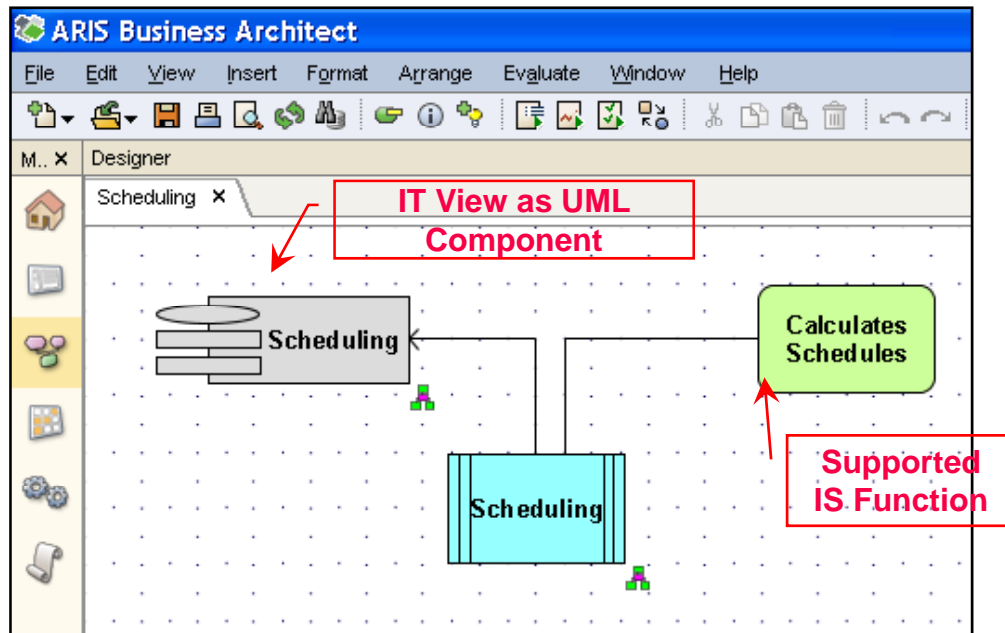 ARIS Business Architect
File Edit View Insert Format Arrange Evaluate Window Help
M.. Designer
Scheduling
IT View as UML
Component
Scheduling
Calculates
Schedules
Supported
IS Function
Scheduling